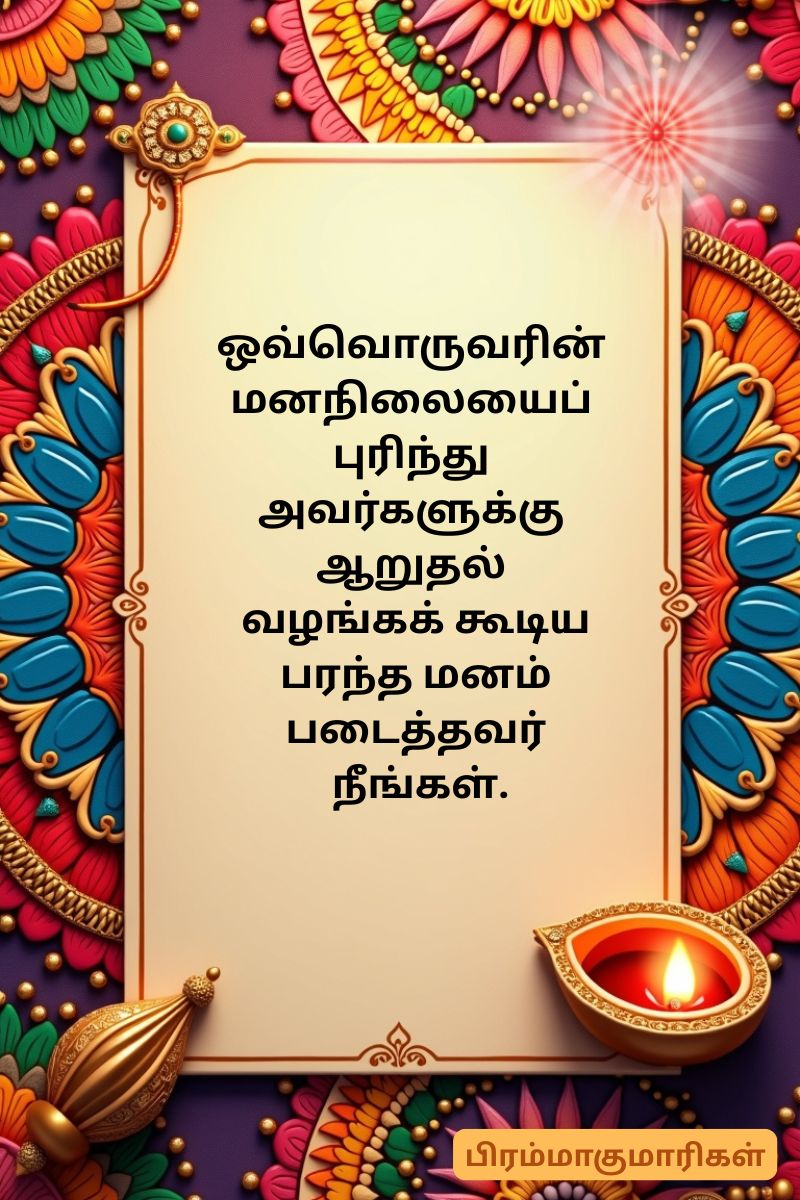 ஒவ்வொருவரின்
மனநிலையைப்
புரிந்து
அவர்களுக்கு
ஆறுதல்
வழங்கக் கூடிய
பரந்த மனம்
படைத்தவர்
நீங்கள்.
பிரம்மாகுமாரிகள்